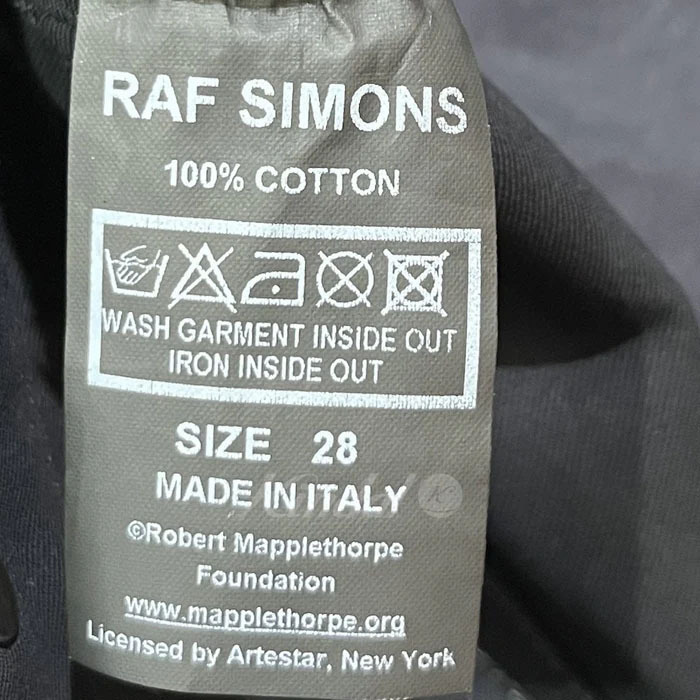 RAF SIMONS
100% COTTON
WASH GARMENT INSIDE OUT
IRON INSIDE OUT
SIZE 28
MADE IN ITALY
©Robert Mapplethorpe
Foundation
www.mapplethorpe.org
Licensed by Artestar, New York